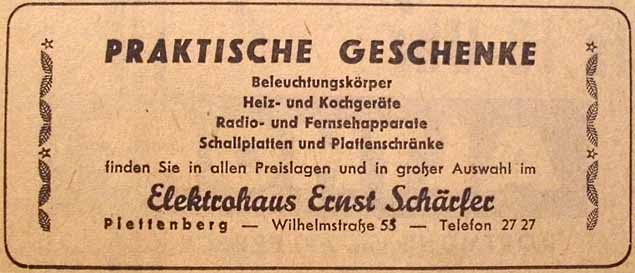 PRAKTISCHE GESCHENKE
Beleuchtungskörper
Heiz- und Kochgeräte
Radio- und Fernsehapparate
Schallplatten und Plattenschränke
finden Sie in allen Preislagen und in großer Auswahl im
Elektrohaus Ernst Schärfer
Plettenberg — Wilhelmstraße 53 — Telefon 27 27